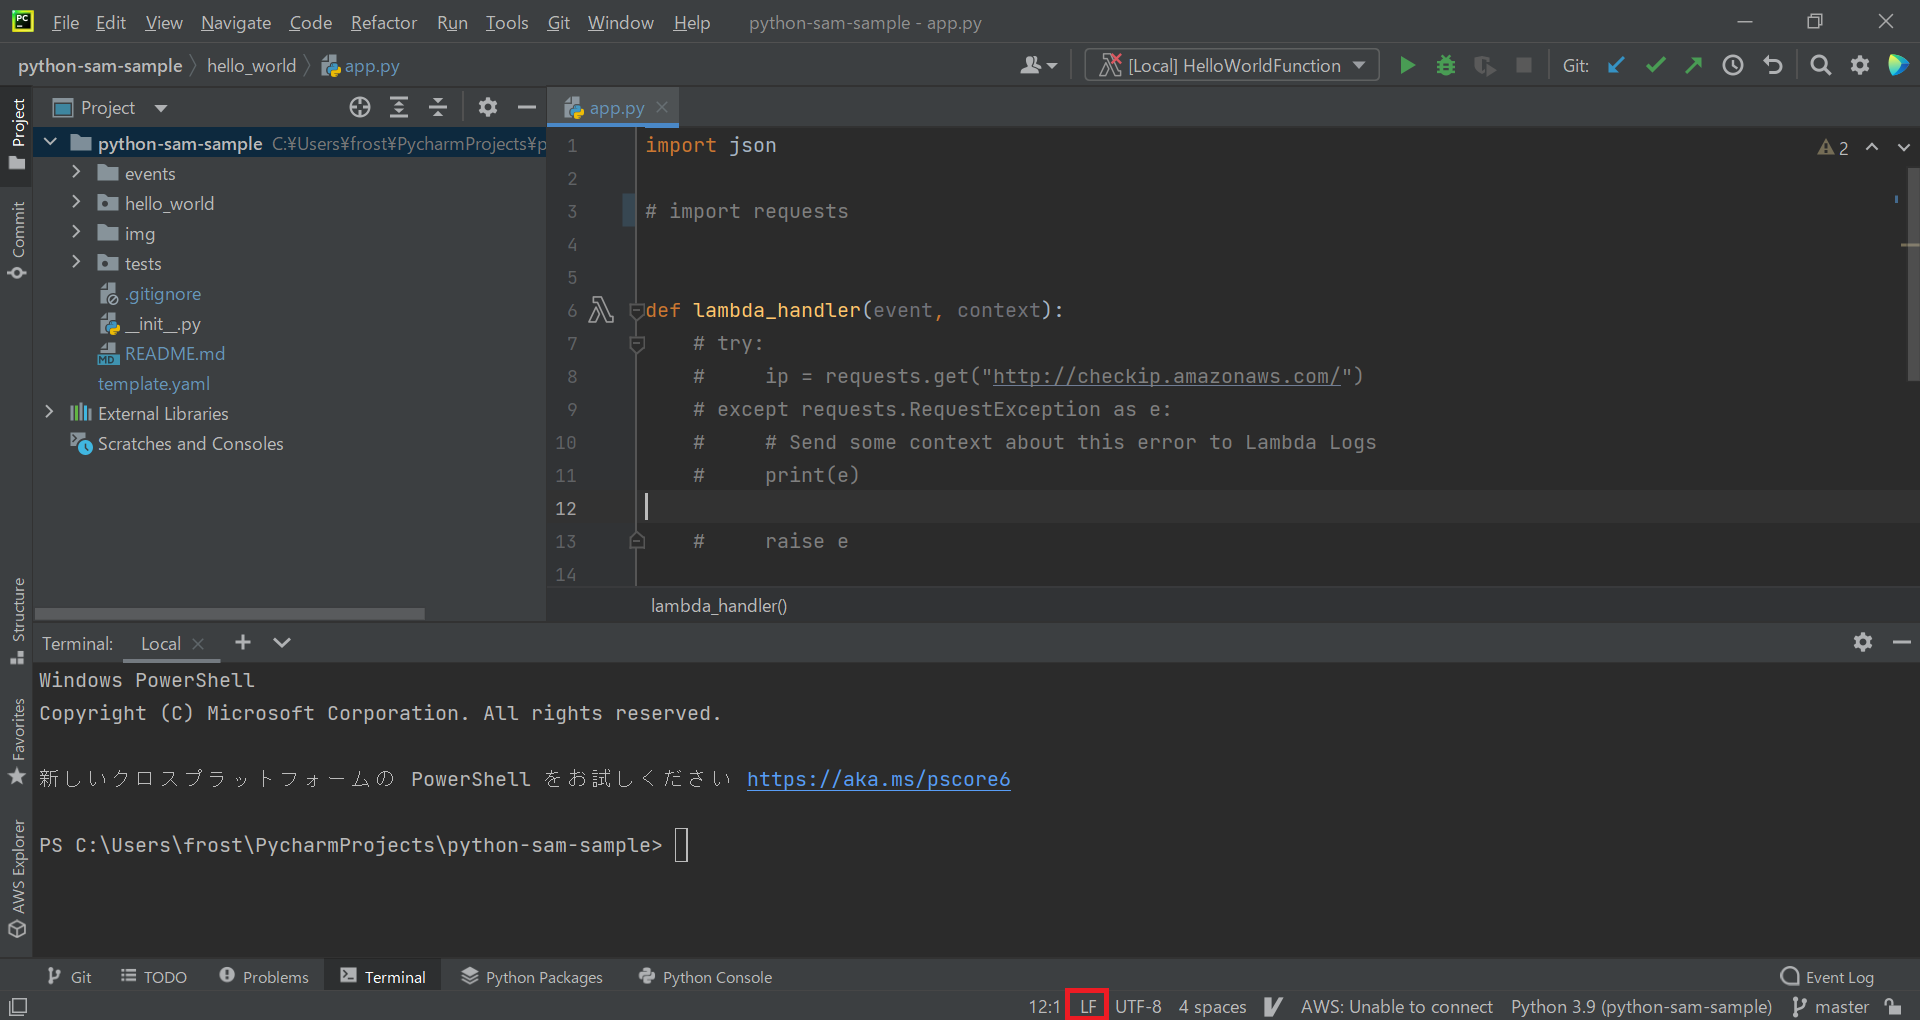 PC File Edit View Navigate Code Refactor Run Tools Git Window Help python-sam-sample - app.py
python-sam-sample hello_world app.py [Local] HelloWorldFunction Git:
Project
app.py
Project
Commit
Structure
Favorites
AWS Explorer
python-sam-sample C:¥Users¥frost¥PycharmProjects¥p
events
hello_world
img
tests
.gitignore
__init__.py
MD README.md
template.yaml
External Libraries
Scratches and Consoles
2
1 import json
2
3 # import requests
4
5
6 def lambda_handler(event, context):
7 # try:
8 #     ip = requests.get("http://checkip.amazonaws.com/")
9 # except requests.RequestException as e:
10 #     # Send some context about this error to Lambda Logs
11 #     print(e)
12
13 #     raise e
14
lambda_handler()
Terminal: Local
Windows PowerShell
Copyright (C) Microsoft Corporation. All rights reserved.
新しいクロスプラットフォームの PowerShell をお試しください https://aka.ms/pscore6
PS C:\Users\frost\PycharmProjects\python-sam-sample>
Git TODO Problems Terminal Python Packages Python Console Event Log
12:1 LF UTF-8 4 spaces AWS: Unable to connect Python 3.9 (python-sam-sample) master